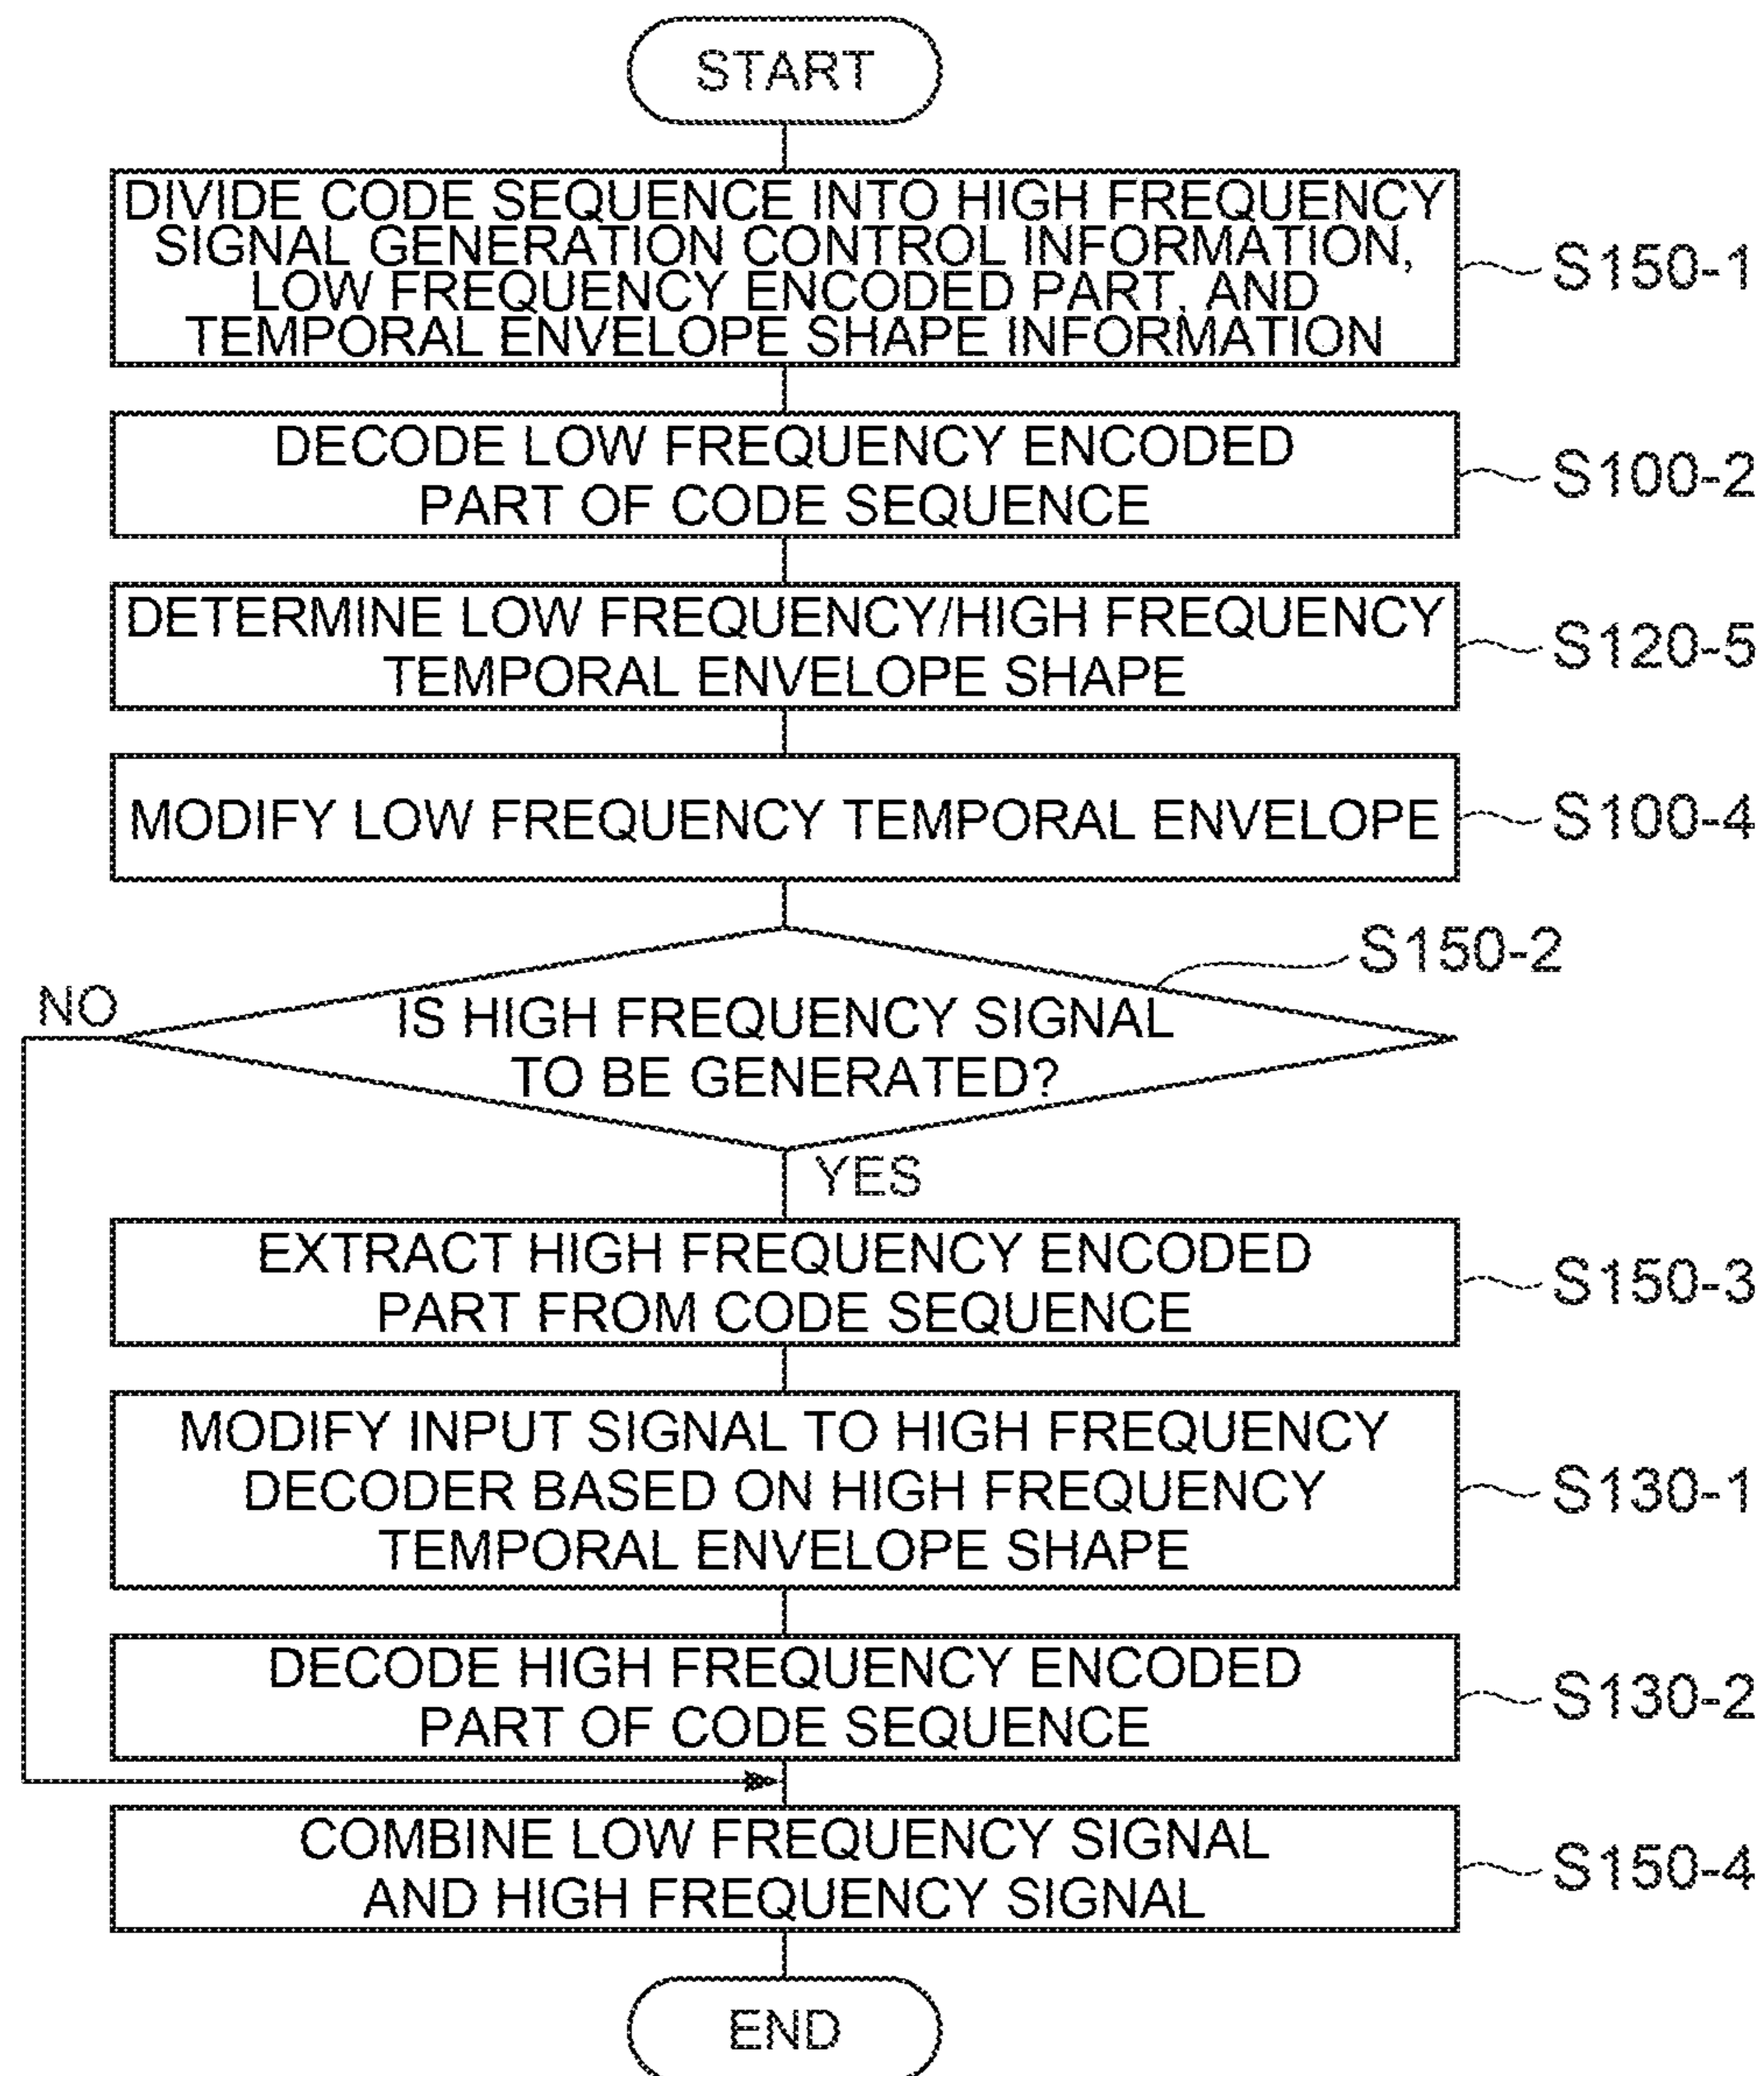 START
DIVIDE CODE SEQUENCE INTO HIGH FREQUENCY
SIGNAL GENERATION CONTROL INFORMATION,
LOW FREQUENCY ENCODED PART, AND
TEMPORAL ENVELOPE SHAPE INFORMATION
S150-1
DECODE LOW FREQUENCY ENCODED
PART OF CODE SEQUENCE
S100-2
DETERMINE LOW FREQUENCY/HIGH FREQUENCY
TEMPORAL ENVELOPE SHAPE
S120-5
MODIFY LOW FREQUENCY TEMPORAL ENVELOPE
S100-4
S150-2
NO
IS HIGH FREQUENCY SIGNAL
TO BE GENERATED?
YES
EXTRACT HIGH FREQUENCY ENCODED
PART FROM CODE SEQUENCE
S150-3
MODIFY INPUT SIGNAL TO HIGH FREQUENCY
DECODER BASED ON HIGH FREQUENCY
TEMPORAL ENVELOPE SHAPE
S130-1
DECODE HIGH FREQUENCY ENCODED
PART OF CODE SEQUENCE
S130-2
COMBINE LOW FREQUENCY SIGNAL
AND HIGH FREQUENCY SIGNAL
S150-4
END